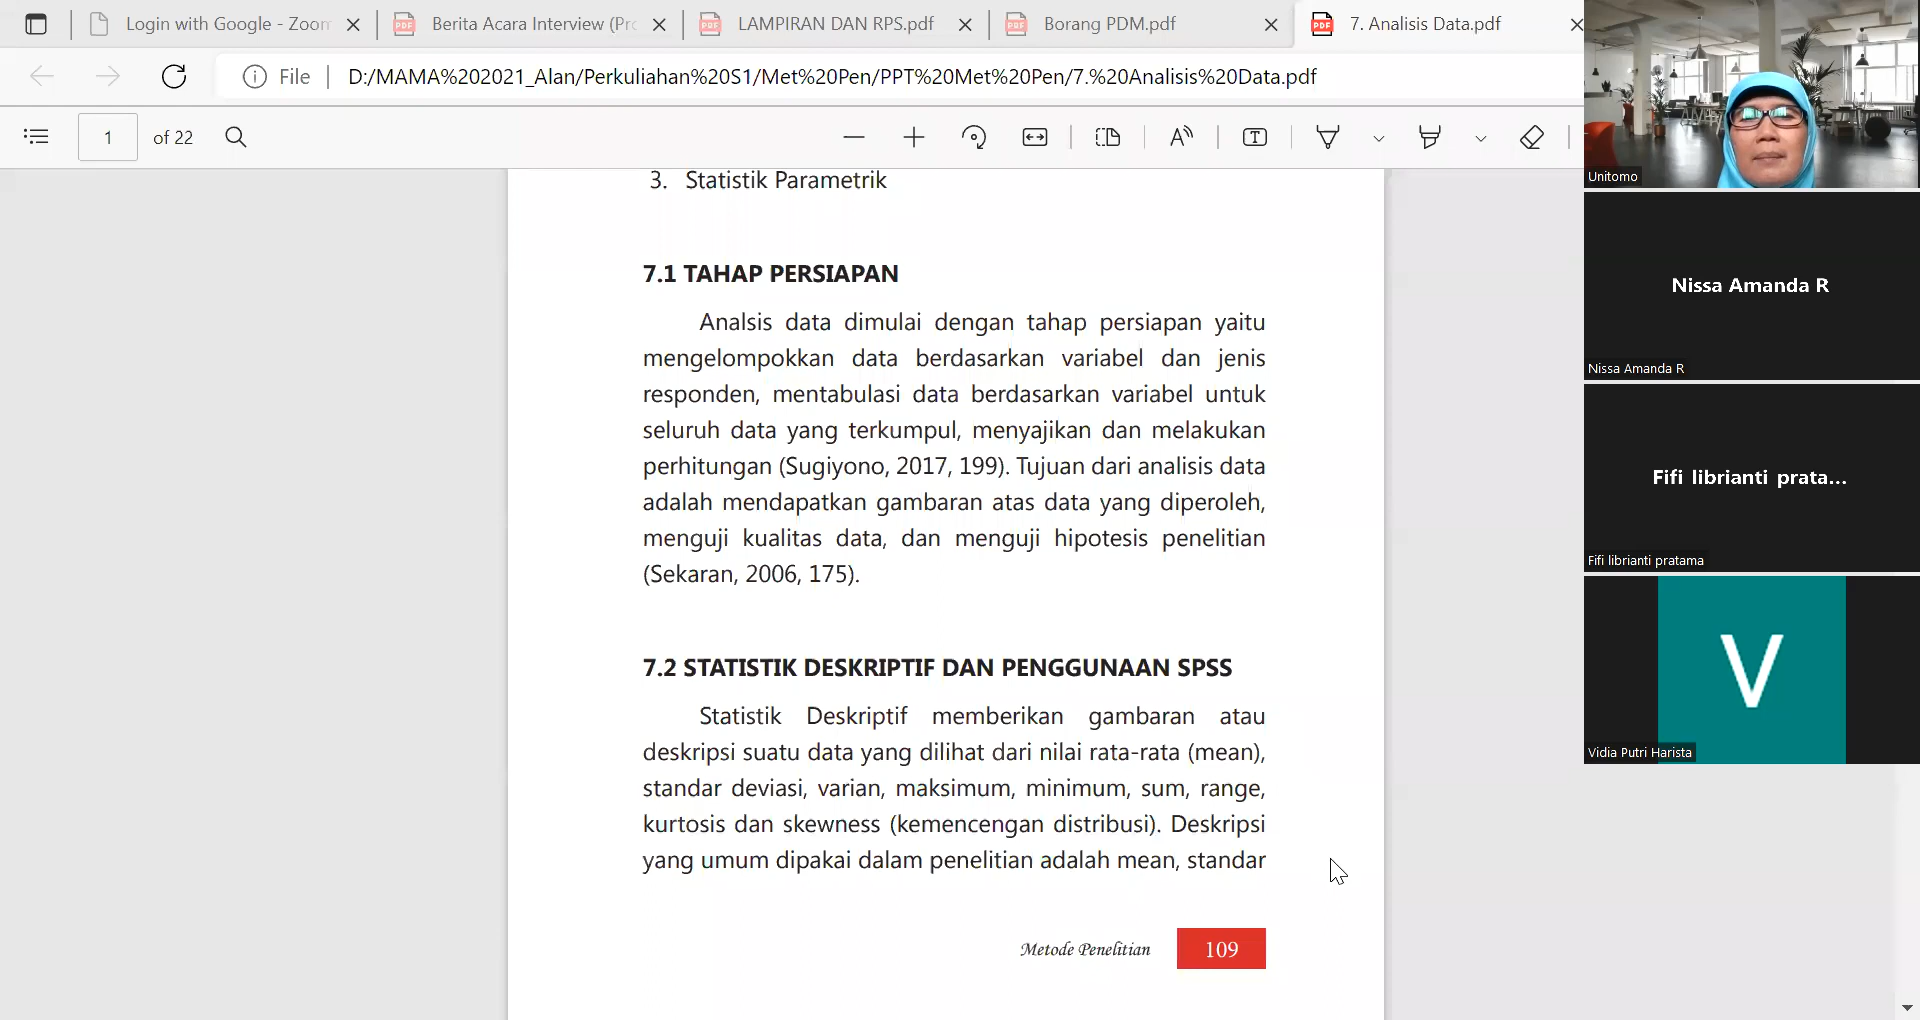 Login with Google - Zoom
Berita Acara Interview (Pro
LAMPIRAN DAN RPS.pdf
Borang PDM.pdf
7. Analisis Data.pdf
File
D:/MAMA%202021_Alan/Perkuliahan%20S1/Met%20Pen/PPT%20Met%20Pen/7.%20Analisis%20Data.pdf
1 of 22
3. Statistik Parametrik
7.1 TAHAP PERSIAPAN
Analsis data dimulai dengan tahap persiapan yaitu
mengelompokkan data berdasarkan variabel dan jenis
responden, mentabulasi data berdasarkan variabel untuk
seluruh data yang terkumpul, menyajikan dan melakukan
perhitungan (Sugiyono, 2017, 199). Tujuan dari analisis data
adalah mendapatkan gambaran atas data yang diperoleh,
menguji kualitas data, dan menguji hipotesis penelitian
(Sekaran, 2006, 175).
7.2 STATISTIK DESKRIPTIF DAN PENGGUNAAN SPSS
Statistik Deskriptif memberikan gambaran atau
deskripsi suatu data yang dilihat dari nilai rata-rata (mean),
standar deviasi, varian, maksimum, minimum, sum, range,
kurtosis dan skewness (kemencengan distribusi). Deskripsi
yang umum dipakai dalam penelitian adalah mean, standar
Metode Penelitian 109
Unitomo
Nissa Amanda R
Nissa Amanda R
Fifi librianti prata...
Fifi librianti pratama
V
Vidia Putri Harista